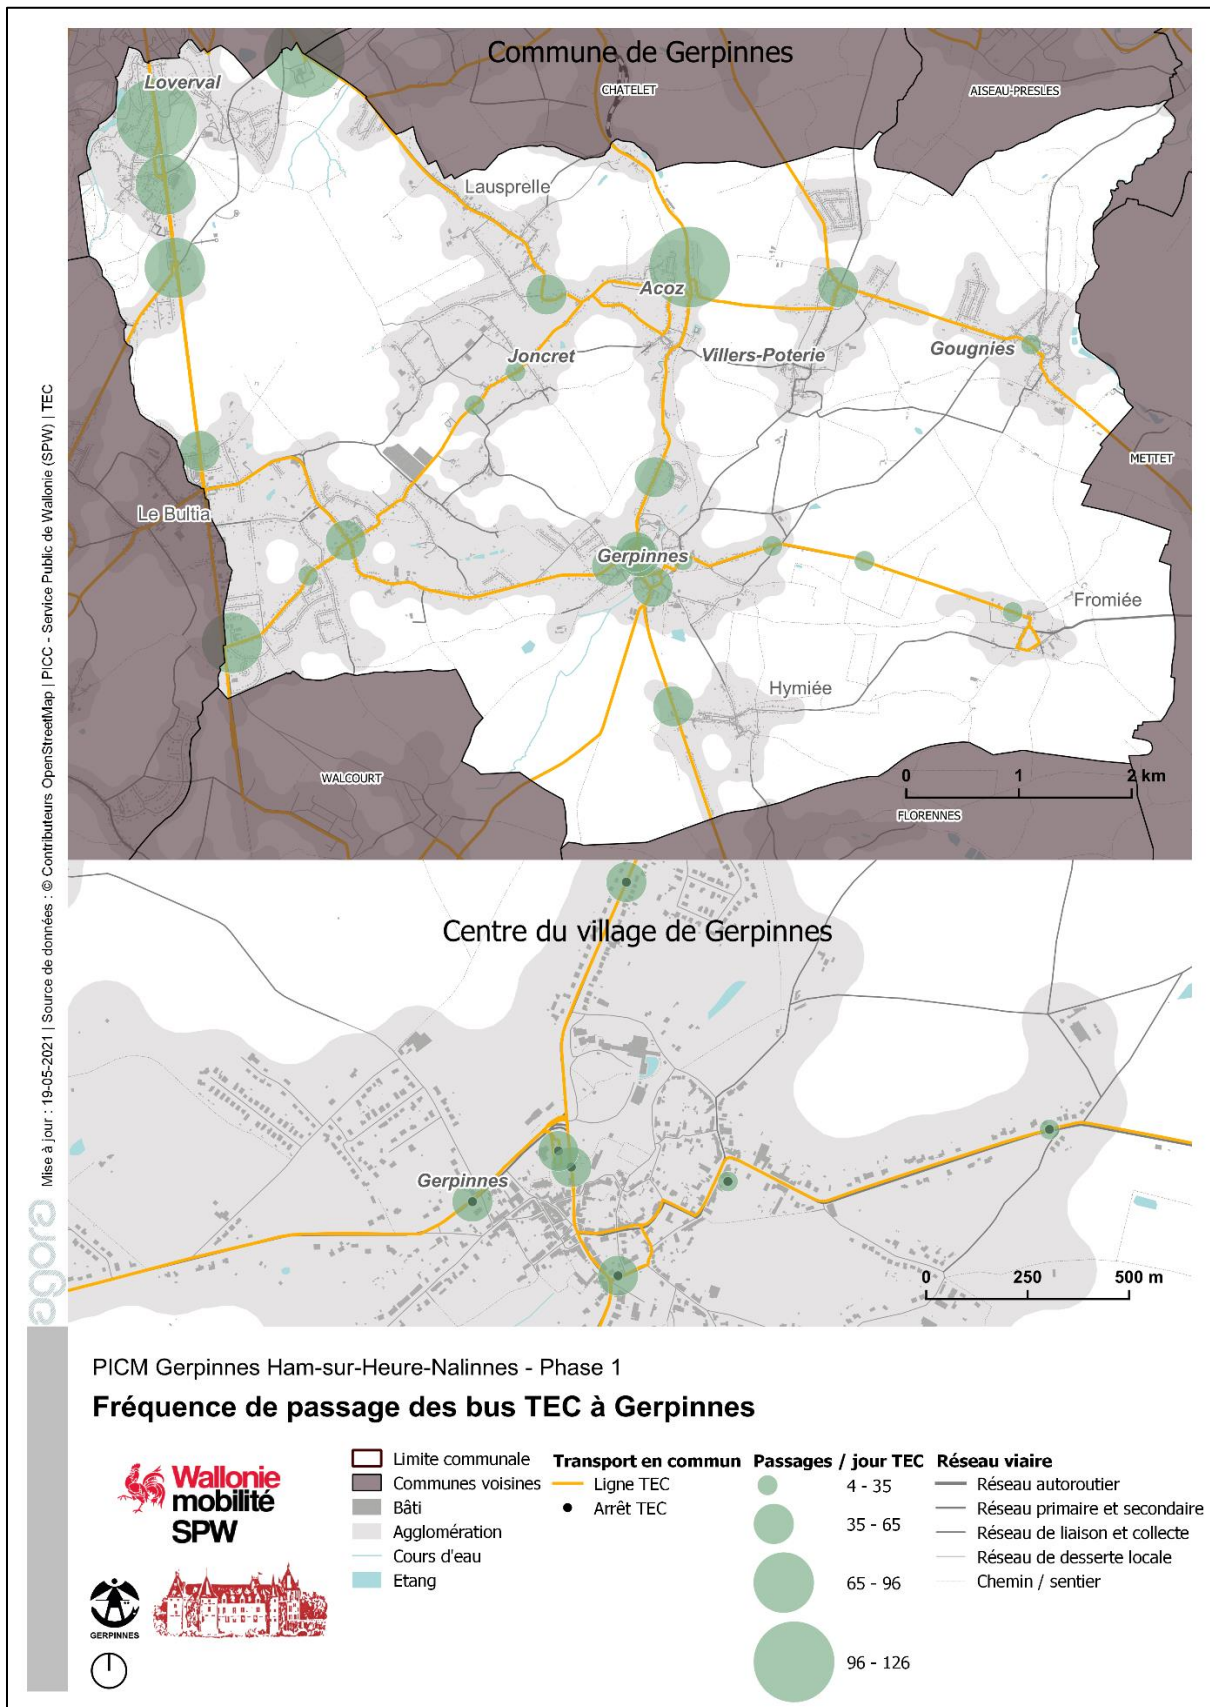 Commune de Gerpinnes
Loverval
CHATELET
AISEAU-PRESLES
Lausprelle
Acoz
Joncret
Villers-Poterie
Gougniès
METTET
Le Bultia
Gerpinnes
Fromiée
Hymiée
WALCOURT
0 1 2 km
FLORENNES
Centre du village de Gerpinnes
Gerpinnes
0 250 500 m
Mise à jour : 19-05-2021 | Source de données : © Contributeurs OpenStreetMap | PICC - Service Public de Wallonie (SPW) | TEC
agora
PICM Gerpinnes Ham-sur-Heure-Nalinnes - Phase 1
Fréquence de passage des bus TEC à Gerpinnes
Wallonie
mobilité
SPW
GERPINNES
Limite communale
Communes voisines
Bâti
Agglomération
Cours d'eau
Etang
Transport en commun
Ligne TEC
Arrêt TEC
Passages / jour TEC
4 - 35
35 - 65
65 - 96
96 - 126
Réseau viaire
Réseau autoroutier
Réseau primaire et secondaire
Réseau de liaison et collecte
Réseau de desserte locale
Chemin / sentier